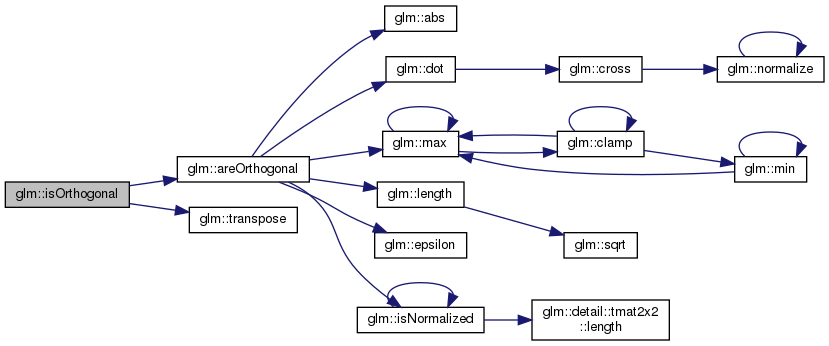 glm::isOrthogonal
glm::areOrthogonal
glm::transpose
glm::abs
glm::dot
glm::max
glm::length
glm::epsilon
glm::isNormalized
glm::cross
glm::clamp
glm::sqrt
glm::detail::tmat2x2
::length
glm::normalize
glm::min